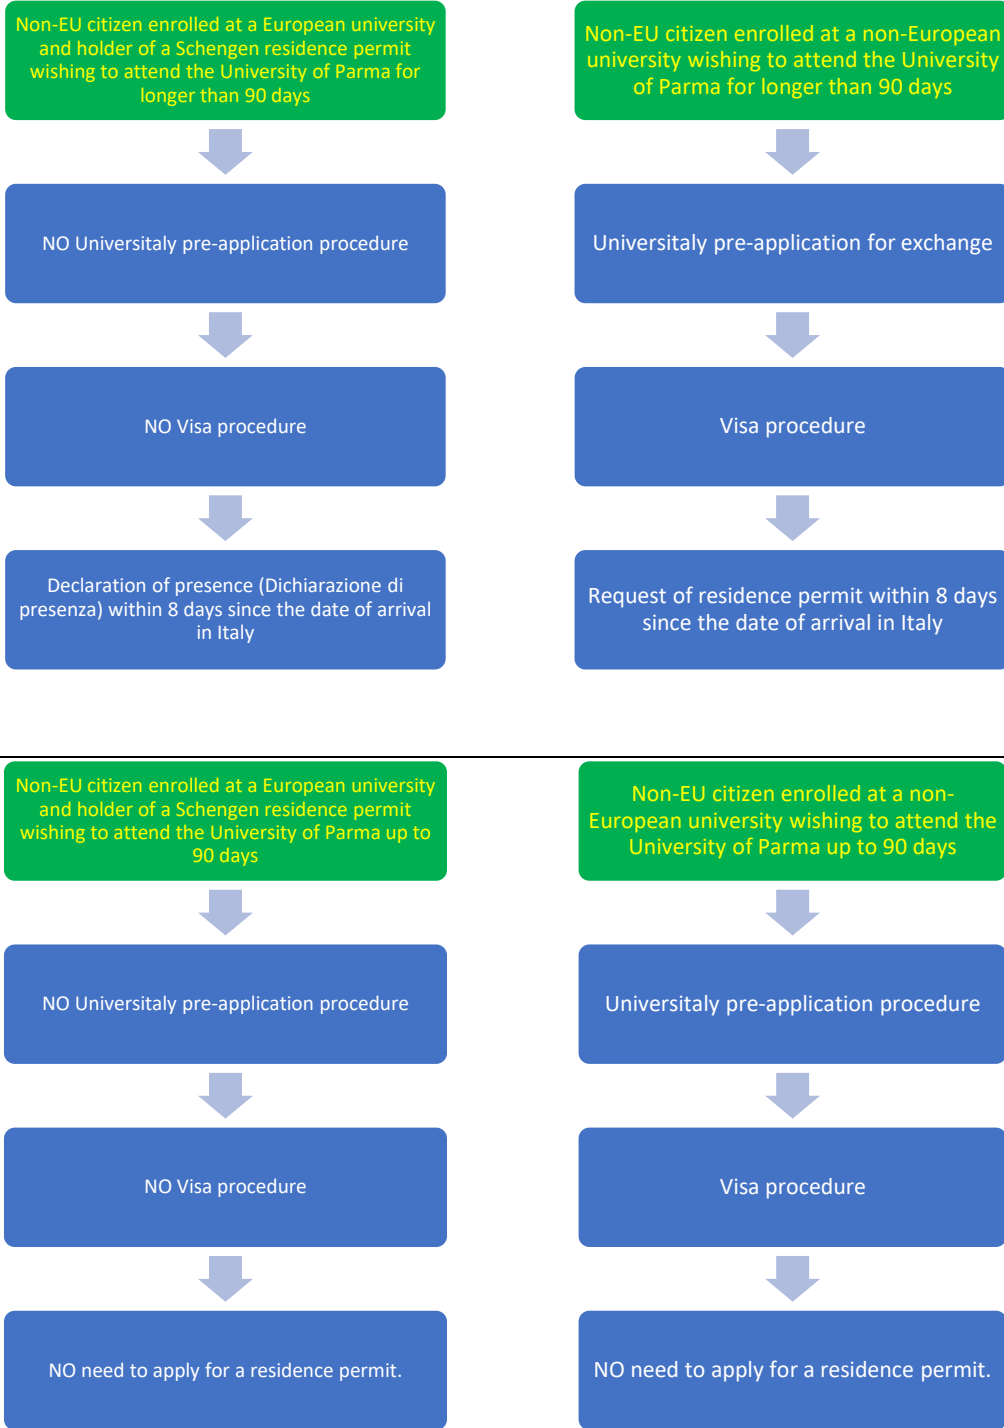 Non-EU citizen enrolled at a European university
and holder of a Schengen residence permit
wishing to attend the University of Parma for
longer than 90 days
NO Universitaly pre-application procedure
NO Visa procedure
Declaration of presence (Dichiarazione di
presenza) within 8 days since the date of arrival
in Italy
Non-EU citizen enrolled at a non-European
university wishing to attend the University
of Parma for longer than 90 days
Universitaly pre-application for exchange
Visa procedure
Request of residence permit within 8 days
since the date of arrival in Italy
Non-EU citizen enrolled at a European university
and holder of a Schengen residence permit
wishing to attend the University of Parma up to
90 days
NO Universitaly pre-application procedure
NO Visa procedure
NO need to apply for a residence permit.
Non-EU citizen enrolled at a non-
European university wishing to attend the
University of Parma up to 90 days
Universitaly pre-application procedure
Visa procedure
NO need to apply for a residence permit.